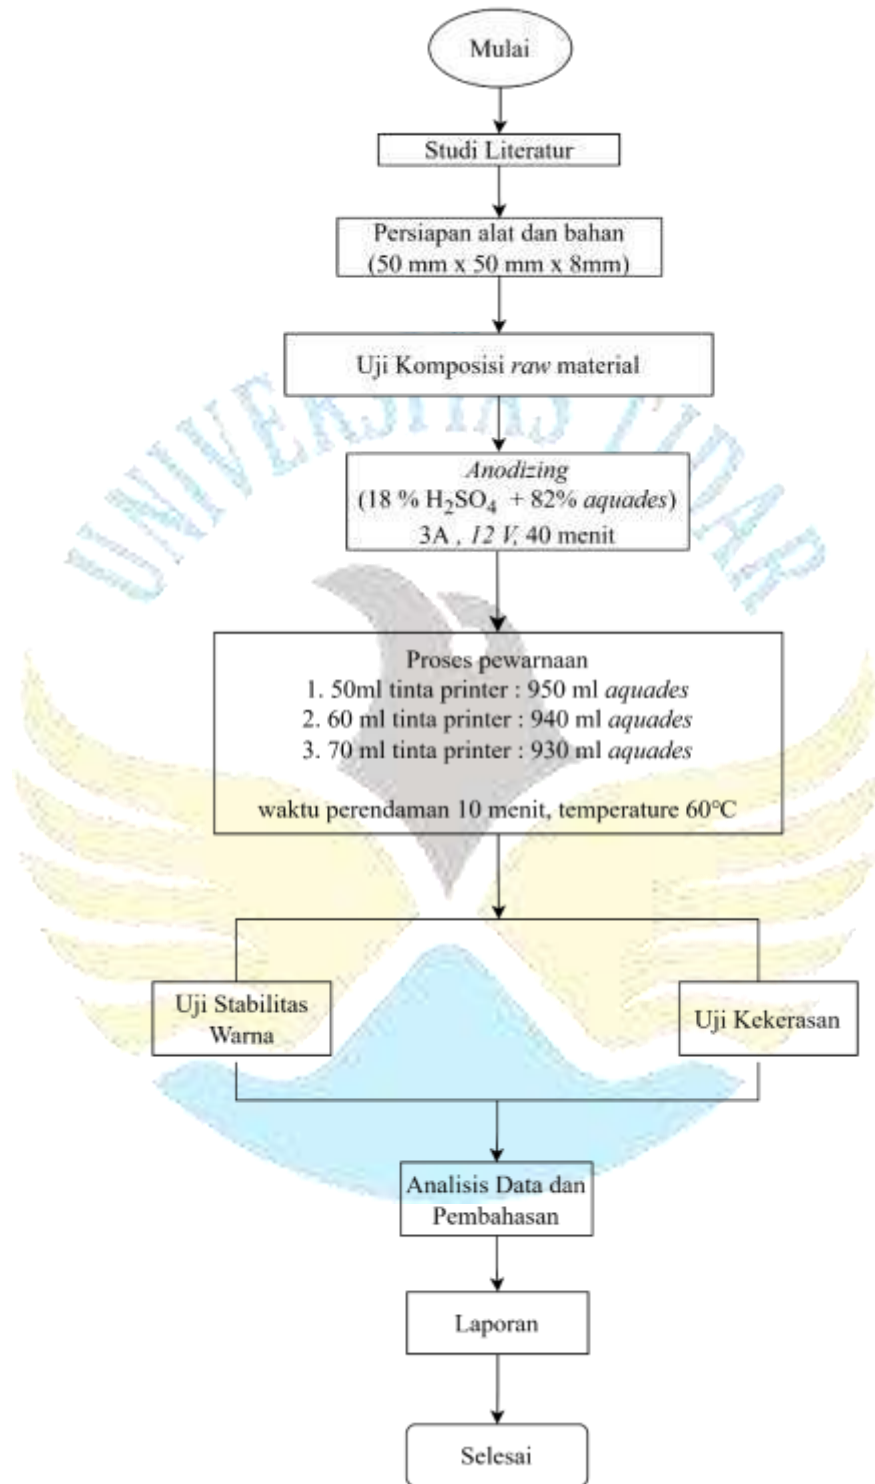 Mulai
Studi Literatur
Persiapan alat dan bahan
(50 mm x 50 mm x 8mm)
Uji Komposisi raw material
UNIVERSITAS TIDAR
Anodizing
(18 % H₂SO₄ + 82% aquades)
3A , 12 V, 40 menit
Proses pewarnaan
1. 50ml tinta printer : 950 ml aquades
2. 60 ml tinta printer : 940 ml aquades
3. 70 ml tinta printer : 930 ml aquades
waktu perendaman 10 menit, temperature 60°C
Uji Stabilitas
Warna
Uji Kekerasan
Analisis Data dan
Pembahasan
Laporan
Selesai